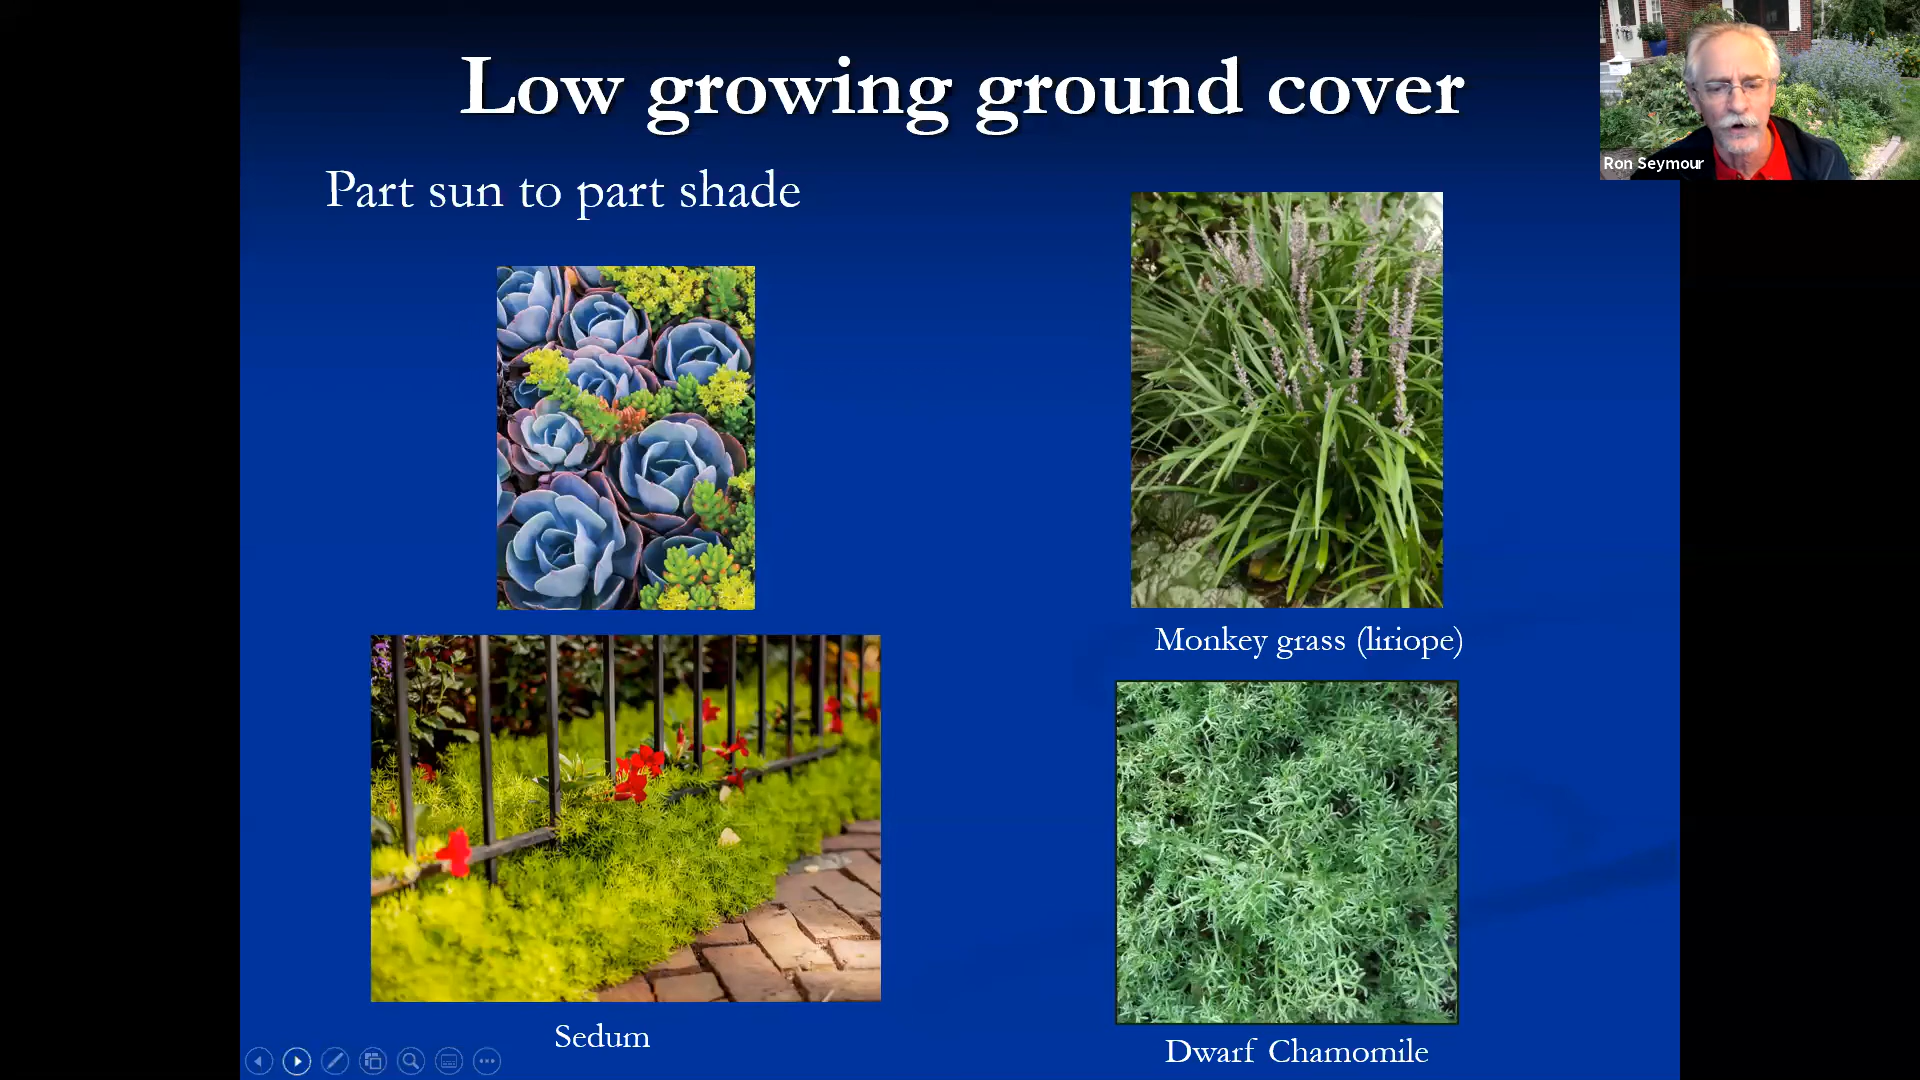 Low growing ground cover
Part sun to part shade
Ron Seymour
Monkey grass (liriope)
Sedum
Dwarf Chamomile